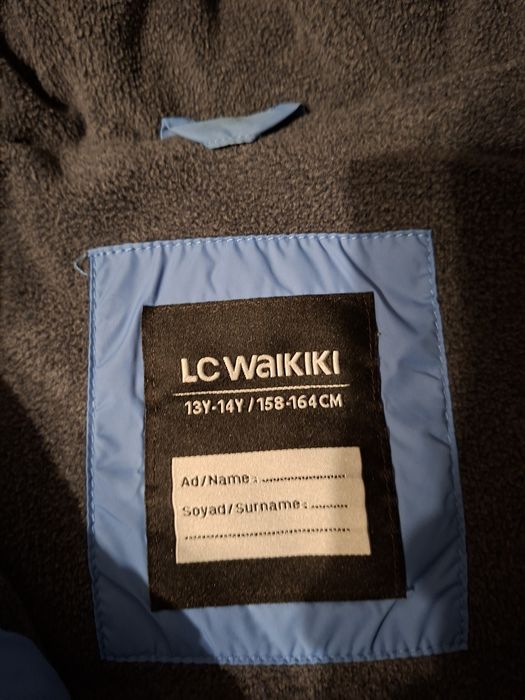 LC WAIKIKI
13Y-14Y / 158-164 CM
Ad/Name : ....................
Soyad/Surname : ........
........................................